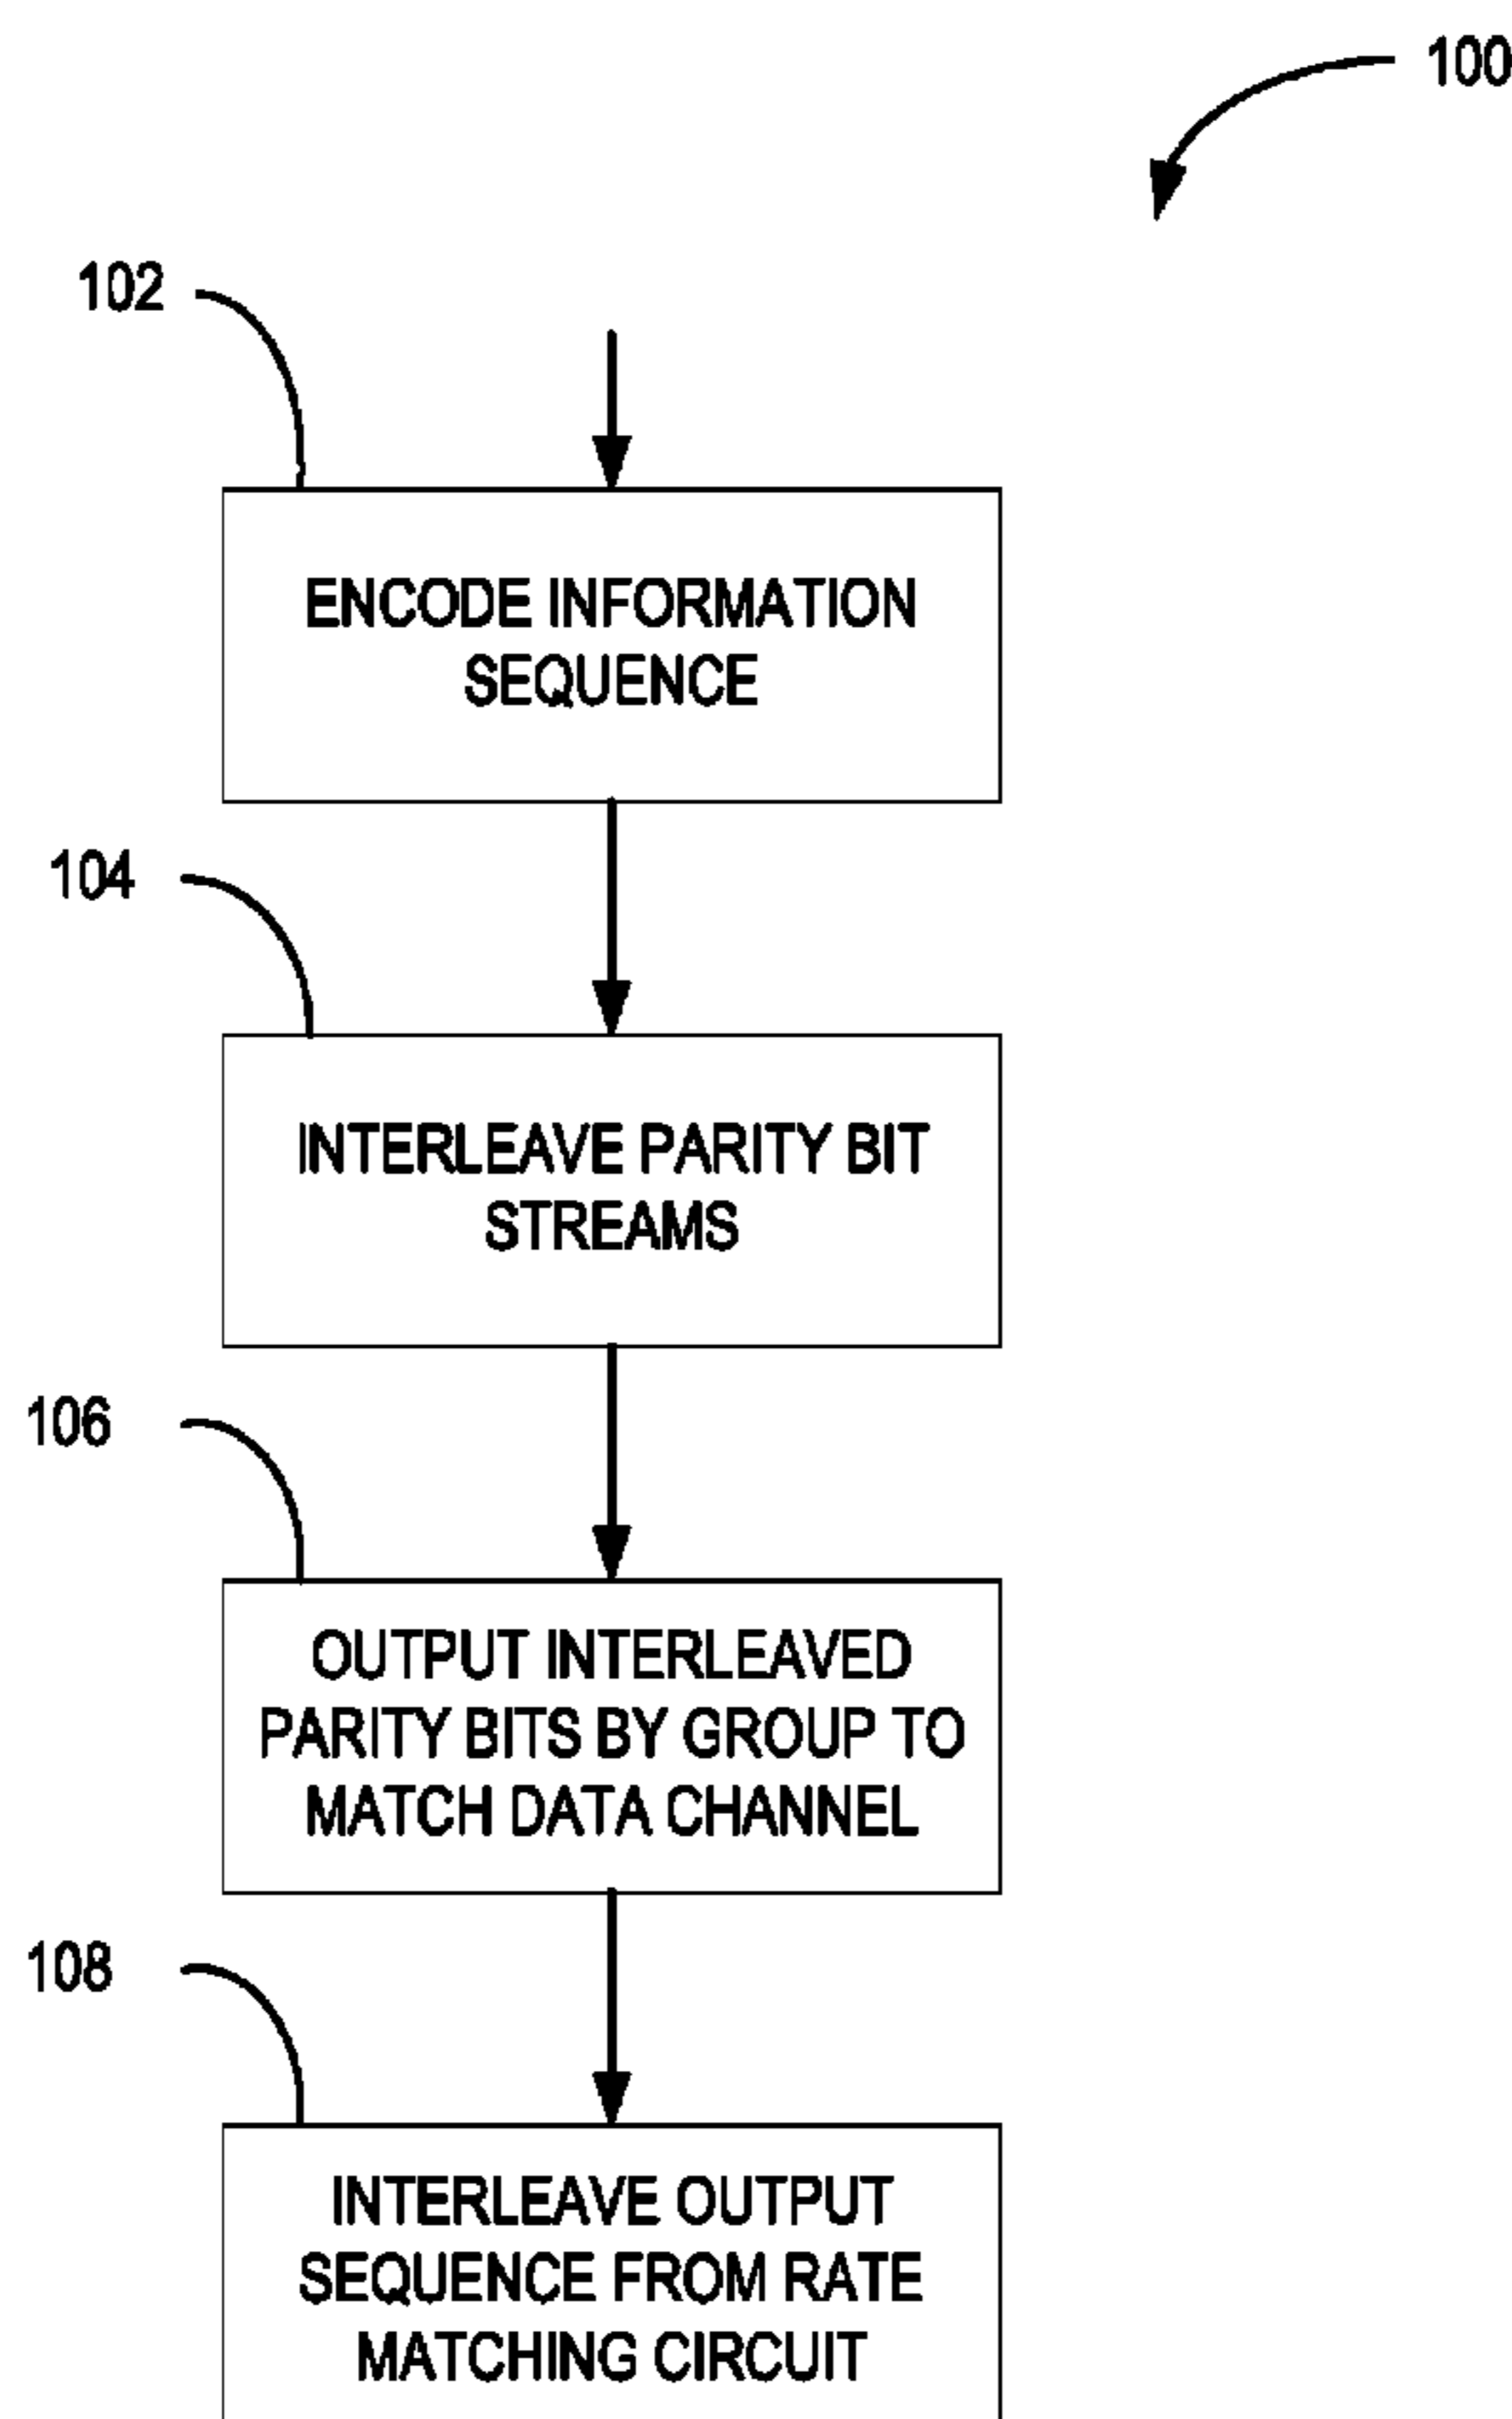 100
102
ENCODE INFORMATION
SEQUENCE
104
INTERLEAVE PARITY BIT
STREAMS
106
OUTPUT INTERLEAVED
PARITY BITS BY GROUP TO
MATCH DATA CHANNEL
108
INTERLEAVE OUTPUT
SEQUENCE FROM RATE
MATCHING CIRCUIT